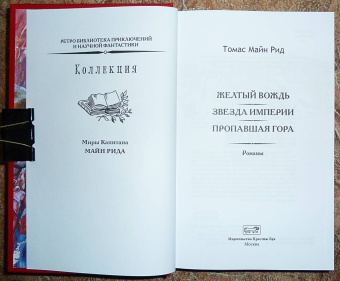 РЕТРО БИБЛИОТЕКА ПРИКЛЮЧЕНИЙ
И НАУЧНОЙ ФАНТАСТИКИ
Коллекция
Миры Капитана
МАЙН РИДА
Томас Майн Рид
ЖЕЛТЫЙ ВОЖДЬ
ЗВЕЗДА ИМПЕРИИ
ПРОПАВШАЯ ГОРА
Романы
Издательство Престиж Бук
Москва